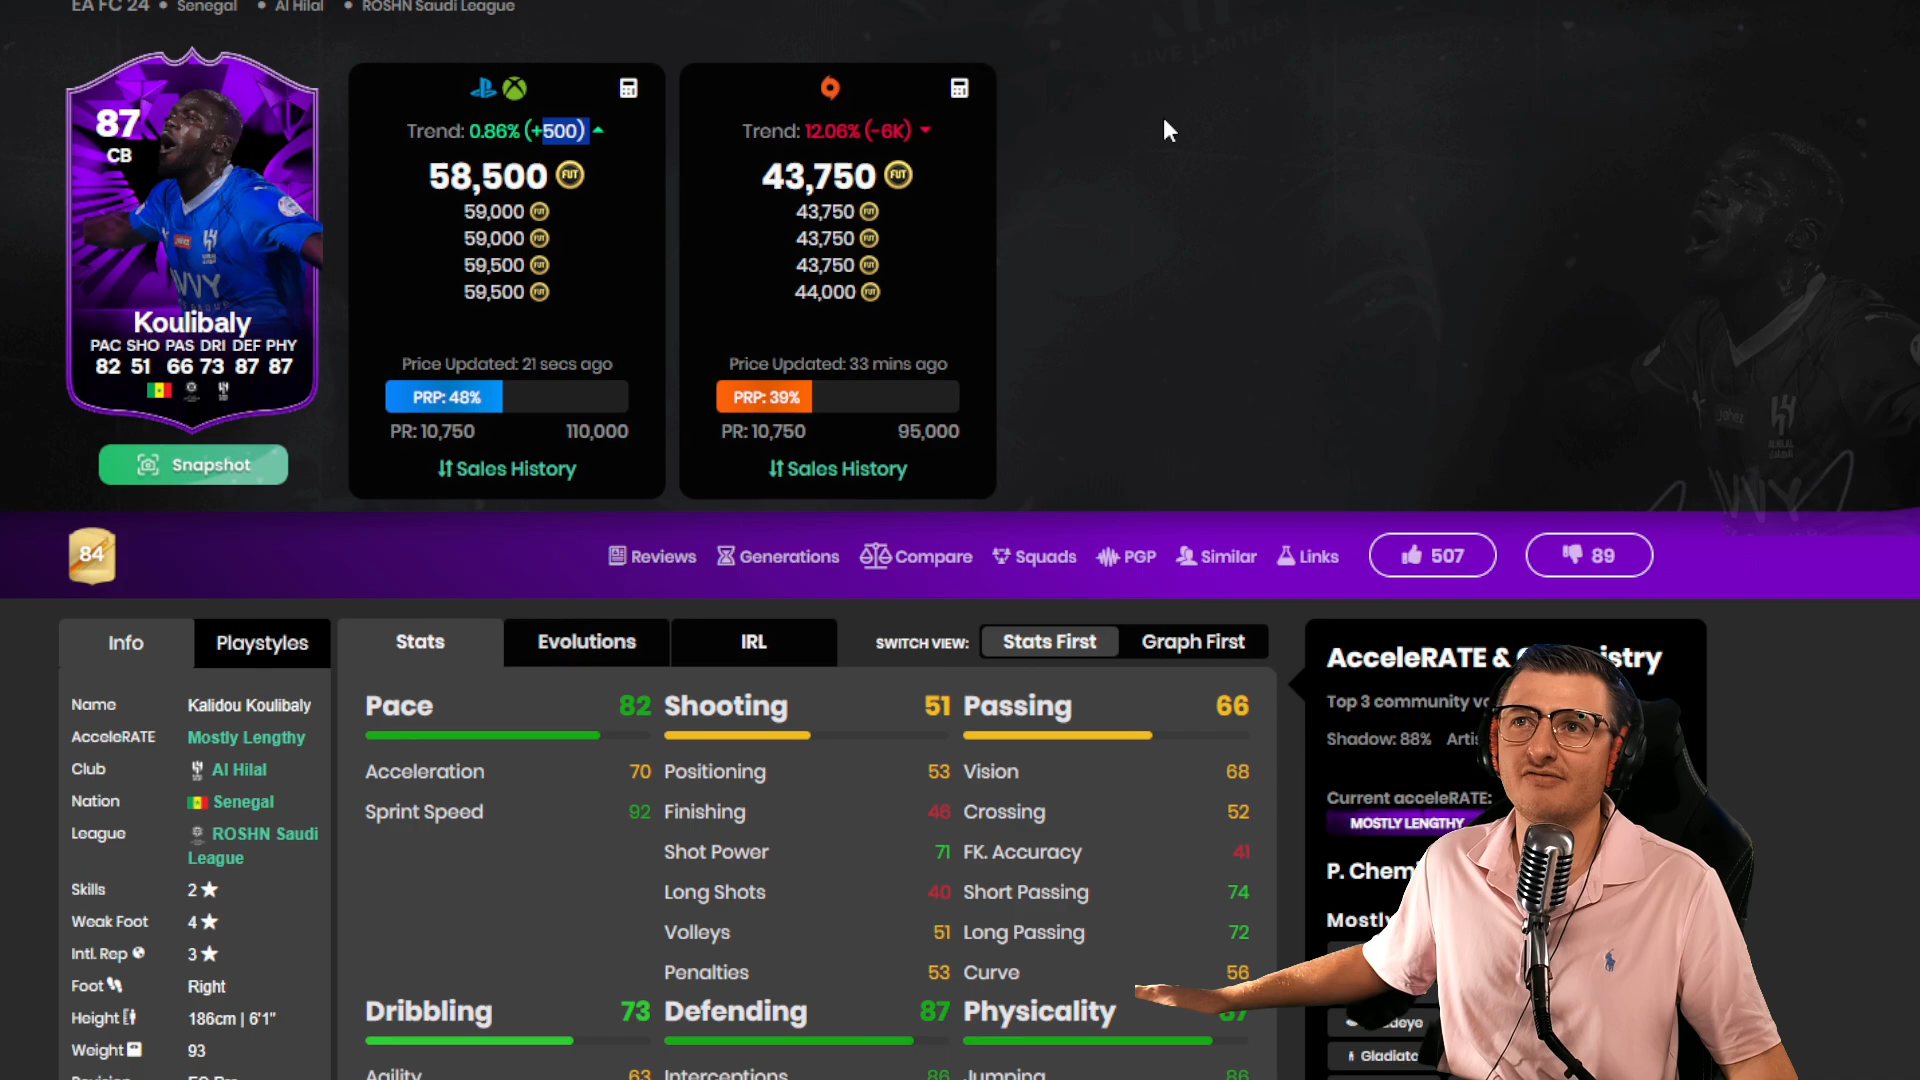 EA FC 24 • Senegal • Al Hilal • ROSHN Saudi League
87
CB
Koulibaly
PAC SHO PAS DRI DEF PHY
82 51 66 73 87 87
Snapshot
Trend: 0.86% (+500)
58,500
59,000
59,000
59,500
59,500
Price Updated: 21 secs ago
PRP: 48%
PR: 10,750 110,000
Sales History
Trend: 12.06% (-6K)
43,750
43,750
43,750
43,750
44,000
Price Updated: 33 mins ago
PRP: 39%
PR: 10,750 95,000
Sales History
84
Reviews Generations Compare Squads PGP Similar Links 507 89
Info Playstyles
Name Kalidou Koulibaly
AcceleRATE Mostly Lengthy
Club Al Hilal
Nation Senegal
League ROSHN Saudi
League
Skills 2
Weak Foot 4
Intl. Rep 3
Foot Right
Height 186cm | 6'1"
Weight 93
Stats Evolutions IRL
SWITCH VIEW: Stats First Graph First
Pace 82
Acceleration 70
Sprint Speed 92
Shooting 51
Positioning 53
Finishing 46
Shot Power 71
Long Shots 40
Volleys 51
Penalties 53
Passing 66
Vision 68
Crossing 52
FK. Accuracy 41
Short Passing 74
Long Passing 72
Curve 56
Dribbling 73
Agility 63
Defending 87
Interceptions 86
Physicality 87
Jumping 86
AcceleRATE &
Top 3 community
Shadow: 88%
Current acceleRATE:
MOSTLY LENGTHY
P.
Mostly